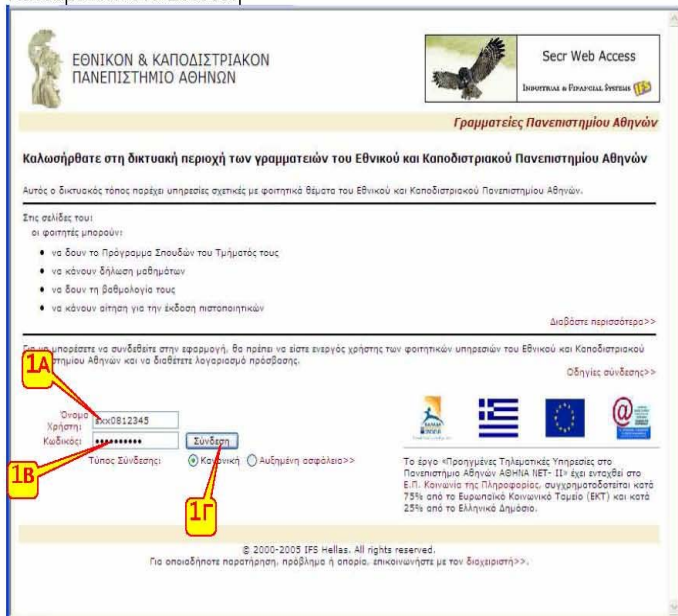 ΕΘΝΙΚΟΝ & ΚΑΠΟΔΙΣΤΡΙΑΚΟΝ
ΠΑΝΕΠΙΣΤΗΜΙΟ ΑΘΗΝΩΝ
Secr Web Access
INDUSTRIAL & FINANCIAL SYSTEMS IFS
Γραμματείες Πανεπιστημίου Αθηνών
Καλωσήρθατε στη δικτυακή περιοχή των γραμματειών του Εθνικού και Καποδιστριακού Πανεπιστημίου Αθηνών
Αυτός ο δικτυακός τόπος παρέχει υπηρεσίες σχετικές με φοιτητικά θέματα του Εθνικού και Καποδιστριακού Πανεπιστημίου Αθηνών.
Στις σελίδες του:
οι φοιτητές μπορούν:
να δουν το Πρόγραμμα Σπουδών του Τμήματός τους
να κάνουν δήλωση μαθημάτων
να δουν τη βαθμολογία τους
να κάνουν αίτηση για την έκδοση πιστοποιητικών
Διαβάστε περισσότερα>>
Για να μπορέσετε να συνδεθείτε στην εφαρμογή, θα πρέπει να είστε ενεργός χρήστης των φοιτητικών υπηρεσιών του Εθνικού και Καποδιστριακού
Αθηνών και να διαθέτετε λογαριασμό πρόσβασης.
1Α
Οδηγίες σύνδεσης>>
Όνομα
Χρήστη:
xxx0812345
Κωδικός: ••••••••••
Σύνδεση
Τύπος Σύνδεσης: Κανονική Αυξημένη ασφάλεια>>
1Β
1Γ
Το έργο «Προηγμένες Τηλεματικές Υπηρεσίες στο
Πανεπιστήμιο Αθηνών ΑΘΗΝΑ ΝΕΤ- ΙΙ» έχει ενταχθεί στο
Ε.Π. Κοινωνία της Πληροφορίας, συγχρηματοδοτείται κατά
75% από το Ευρωπαϊκό Κοινωνικό Ταμείο (ΕΚΤ) και κατά
25% από το Ελληνικό Δημόσιο.
© 2000-2005 IFS Hellas. All rights reserved.
Για οποιαδήποτε παρατήρηση, πρόβλημα ή απορία, επικοινωνήστε με τον διαχειριστή>>.